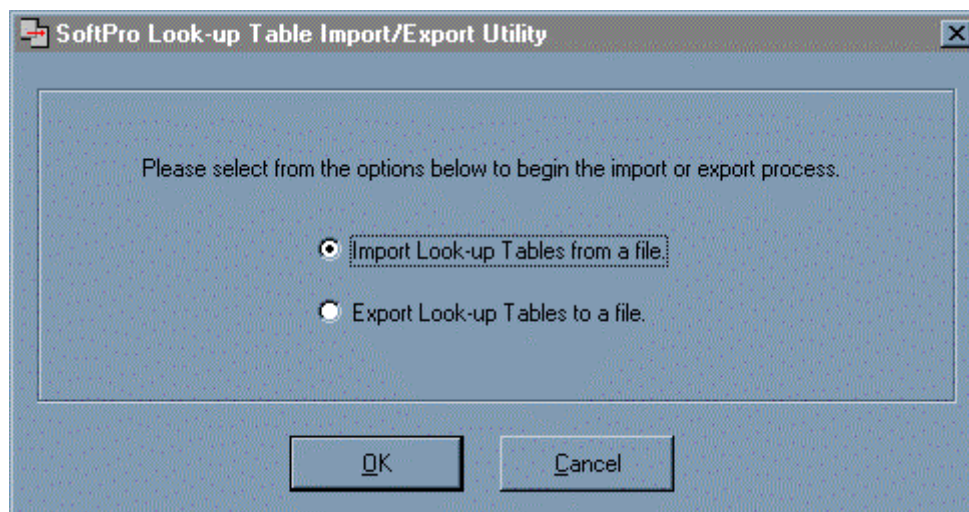 SoftPro Look-up Table Import/Export Utility
Please select from the options below to begin the import or export process.
Import Look-up Tables from a file.
Export Look-up Tables to a file.
OK Cancel